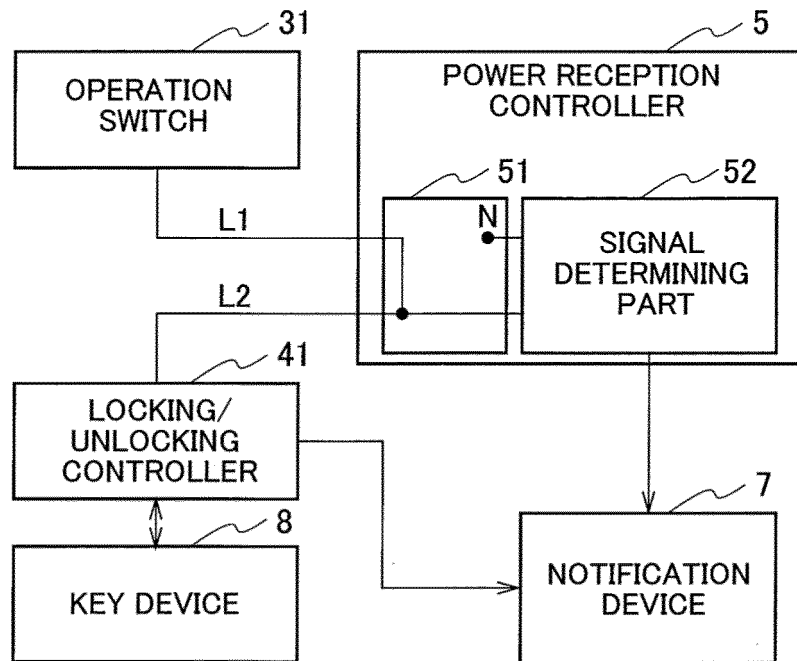 31
OPERATION
SWITCH
5
POWER RECEPTION
CONTROLLER
51
52
L1
N
SIGNAL
DETERMINING
PART
L2
41
LOCKING/
UNLOCKING
CONTROLLER
8
KEY DEVICE
7
NOTIFICATION
DEVICE